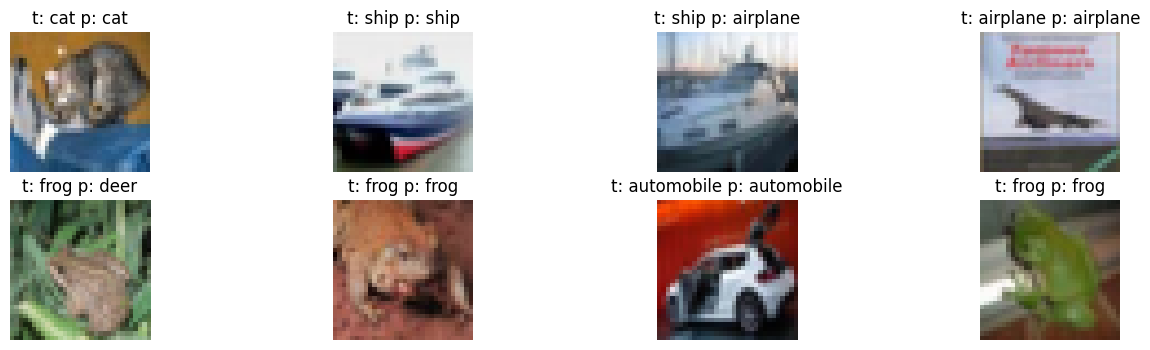 t: cat p: cat
t: ship p: ship
t: ship p: airplane
t: airplane p: airplane
t: frog p: deer
t: frog p: frog
t: automobile p: automobile
t: frog p: frog